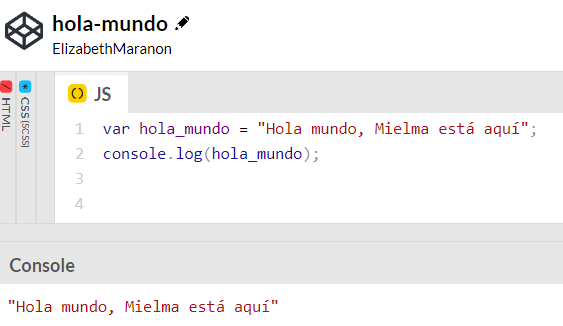 hola-mundo
ElizabethMaranon
HTML
CSS (SCSS)
JS
1 var hola_mundo = "Hola mundo, Mielma está aquí";
2 console.log(hola_mundo);
3
4
Console
"Hola mundo, Mielma está aquí"